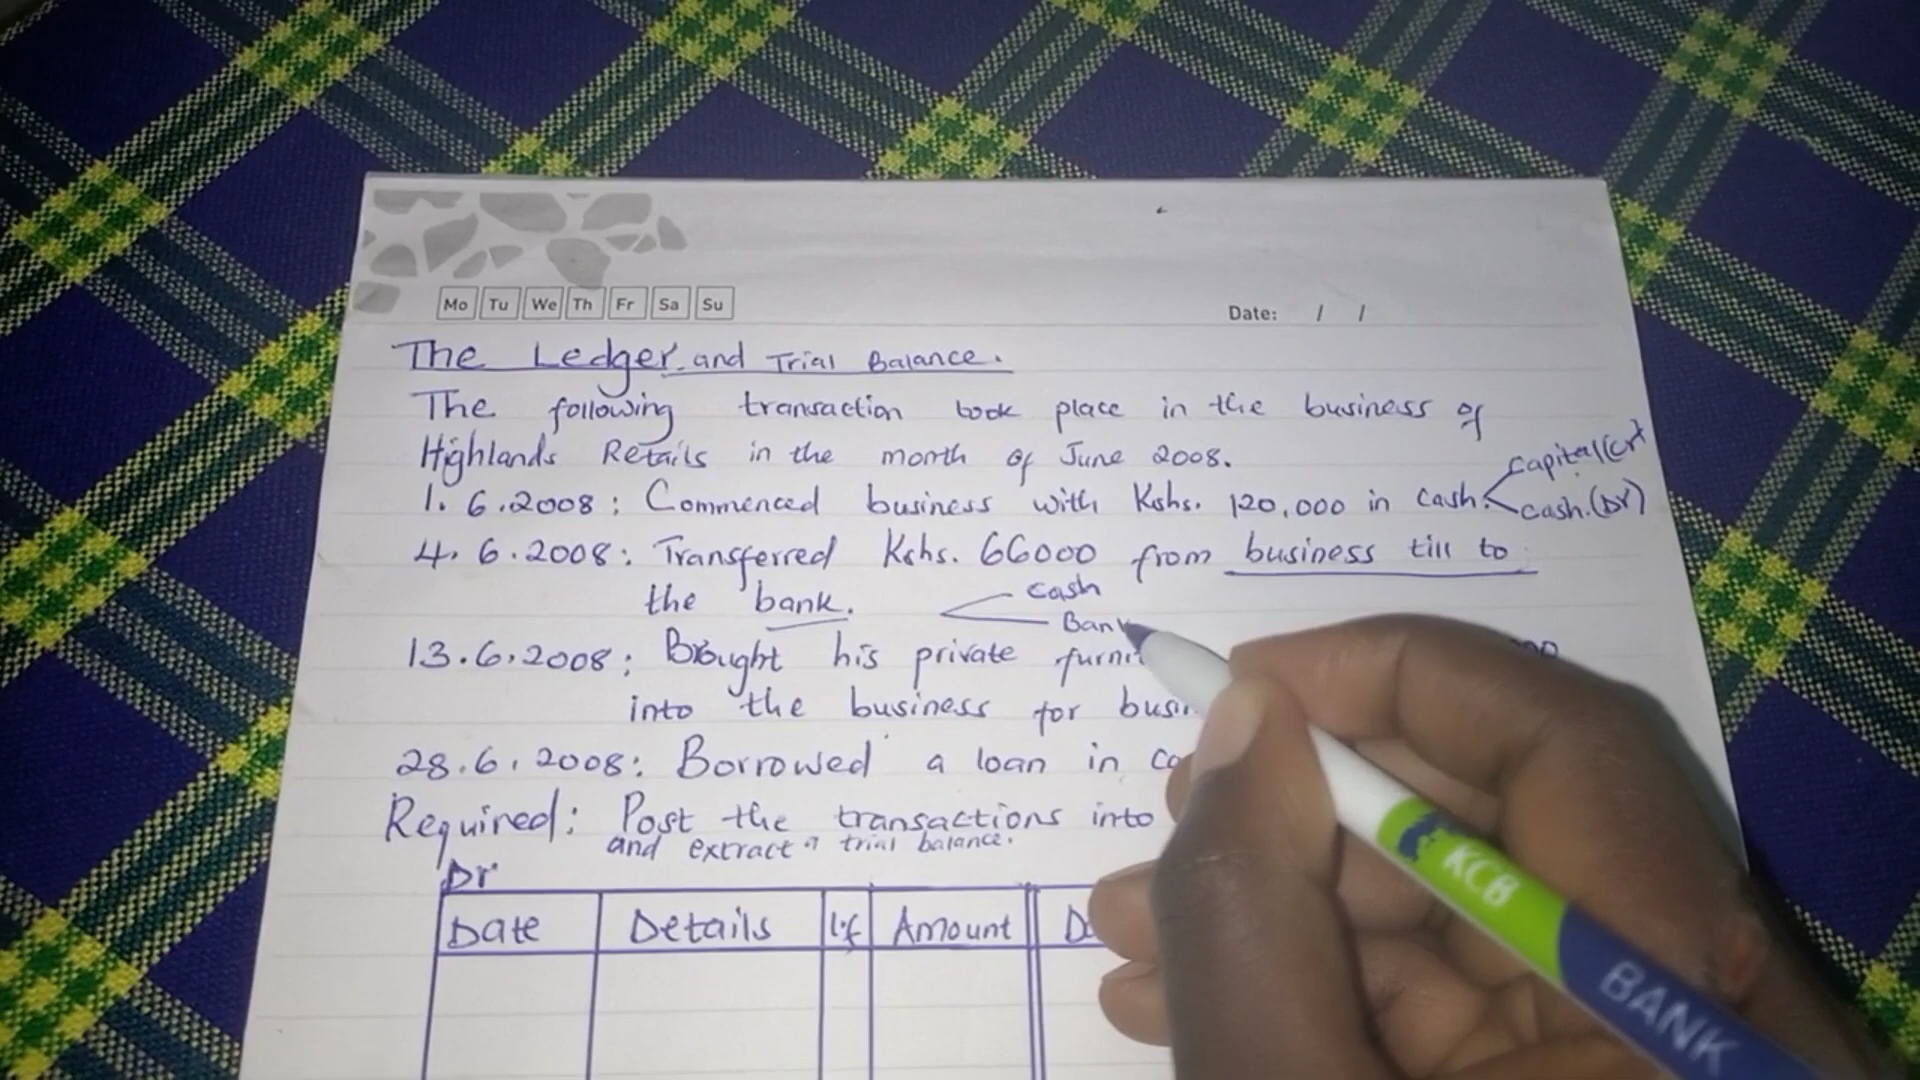 Mo Tu We Th Fr Sa Su
Date: / /
The Ledger and Trial Balance.
The following transaction took place in the business of
Highlands Retails in the month of June 2008.
capital(Cr)
1.6.2008: Commenced business with Kshs. 120,000 in cash.
cash.(Dr)
4.6.2008: Transferred Kshs. 66000 from business till to
the bank.
cash
Bank
13.6.2008: Brought his private
into the business for
28.6.2008: Borrowed a loan in
Required: Post the transactions into
and extract a trial balance.
Dr
Date Details l.f Amount
KCB BANK